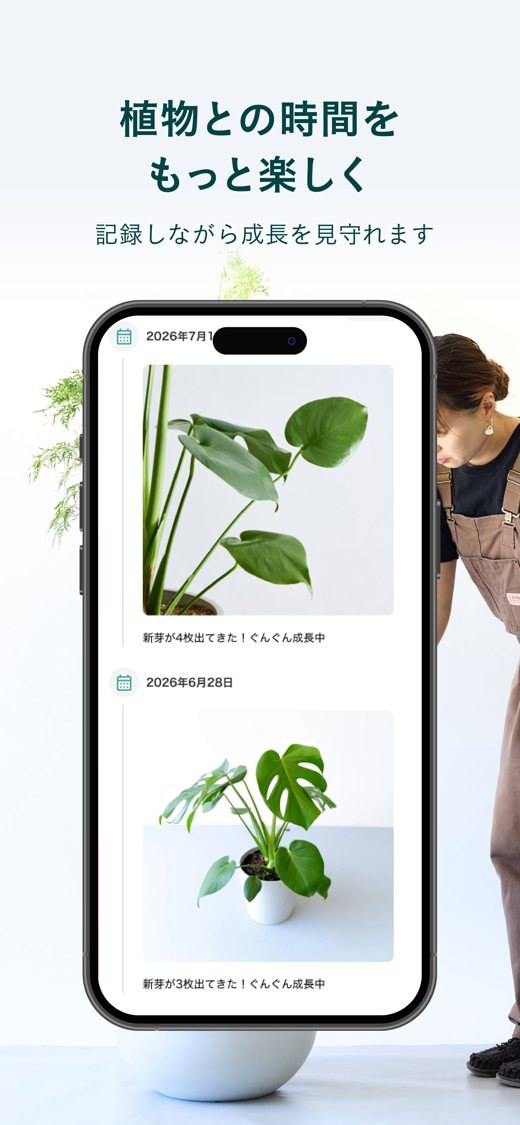 植物との時間を
もっと楽しく
記録しながら成長を見守れます
2026年7月1
新芽が4枚出てきた！ぐんぐん成長中
2026年6月28日
新芽が3枚出てきた！ぐんぐん成長中